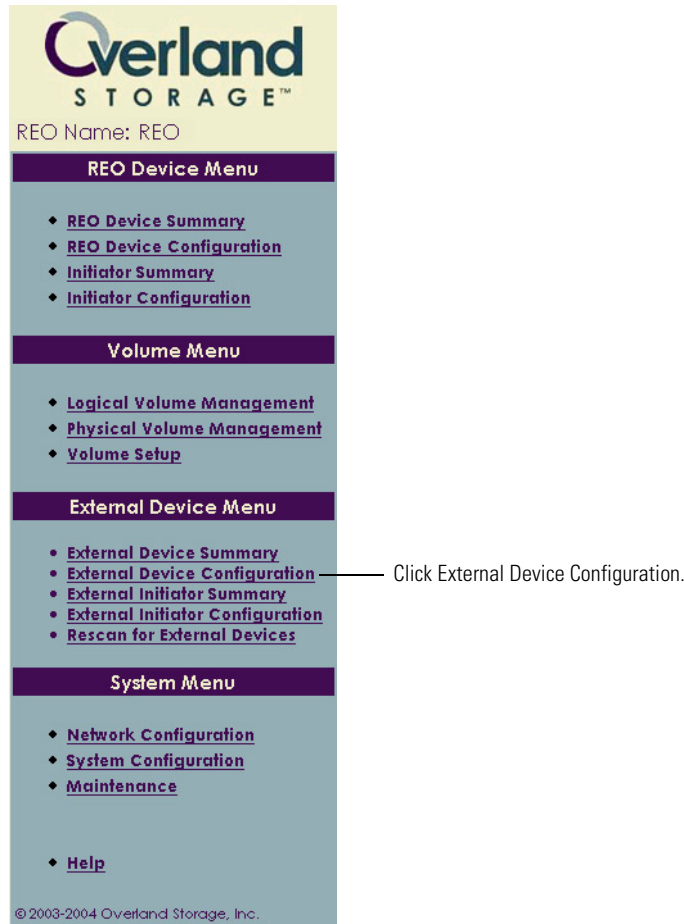 Overland
STORAGE™
REO Name: REO
REO Device Menu
REO Device Summary
REO Device Configuration
Initiator Summary
Initiator Configuration
Volume Menu
Logical Volume Management
Physical Volume Management
Volume Setup
External Device Menu
External Device Summary
External Device Configuration
Click External Device Configuration.
External Initiator Summary
External Initiator Configuration
Rescan for External Devices
System Menu
Network Configuration
System Configuration
Maintenance
Help
© 2003-2004 Overland Storage, Inc.